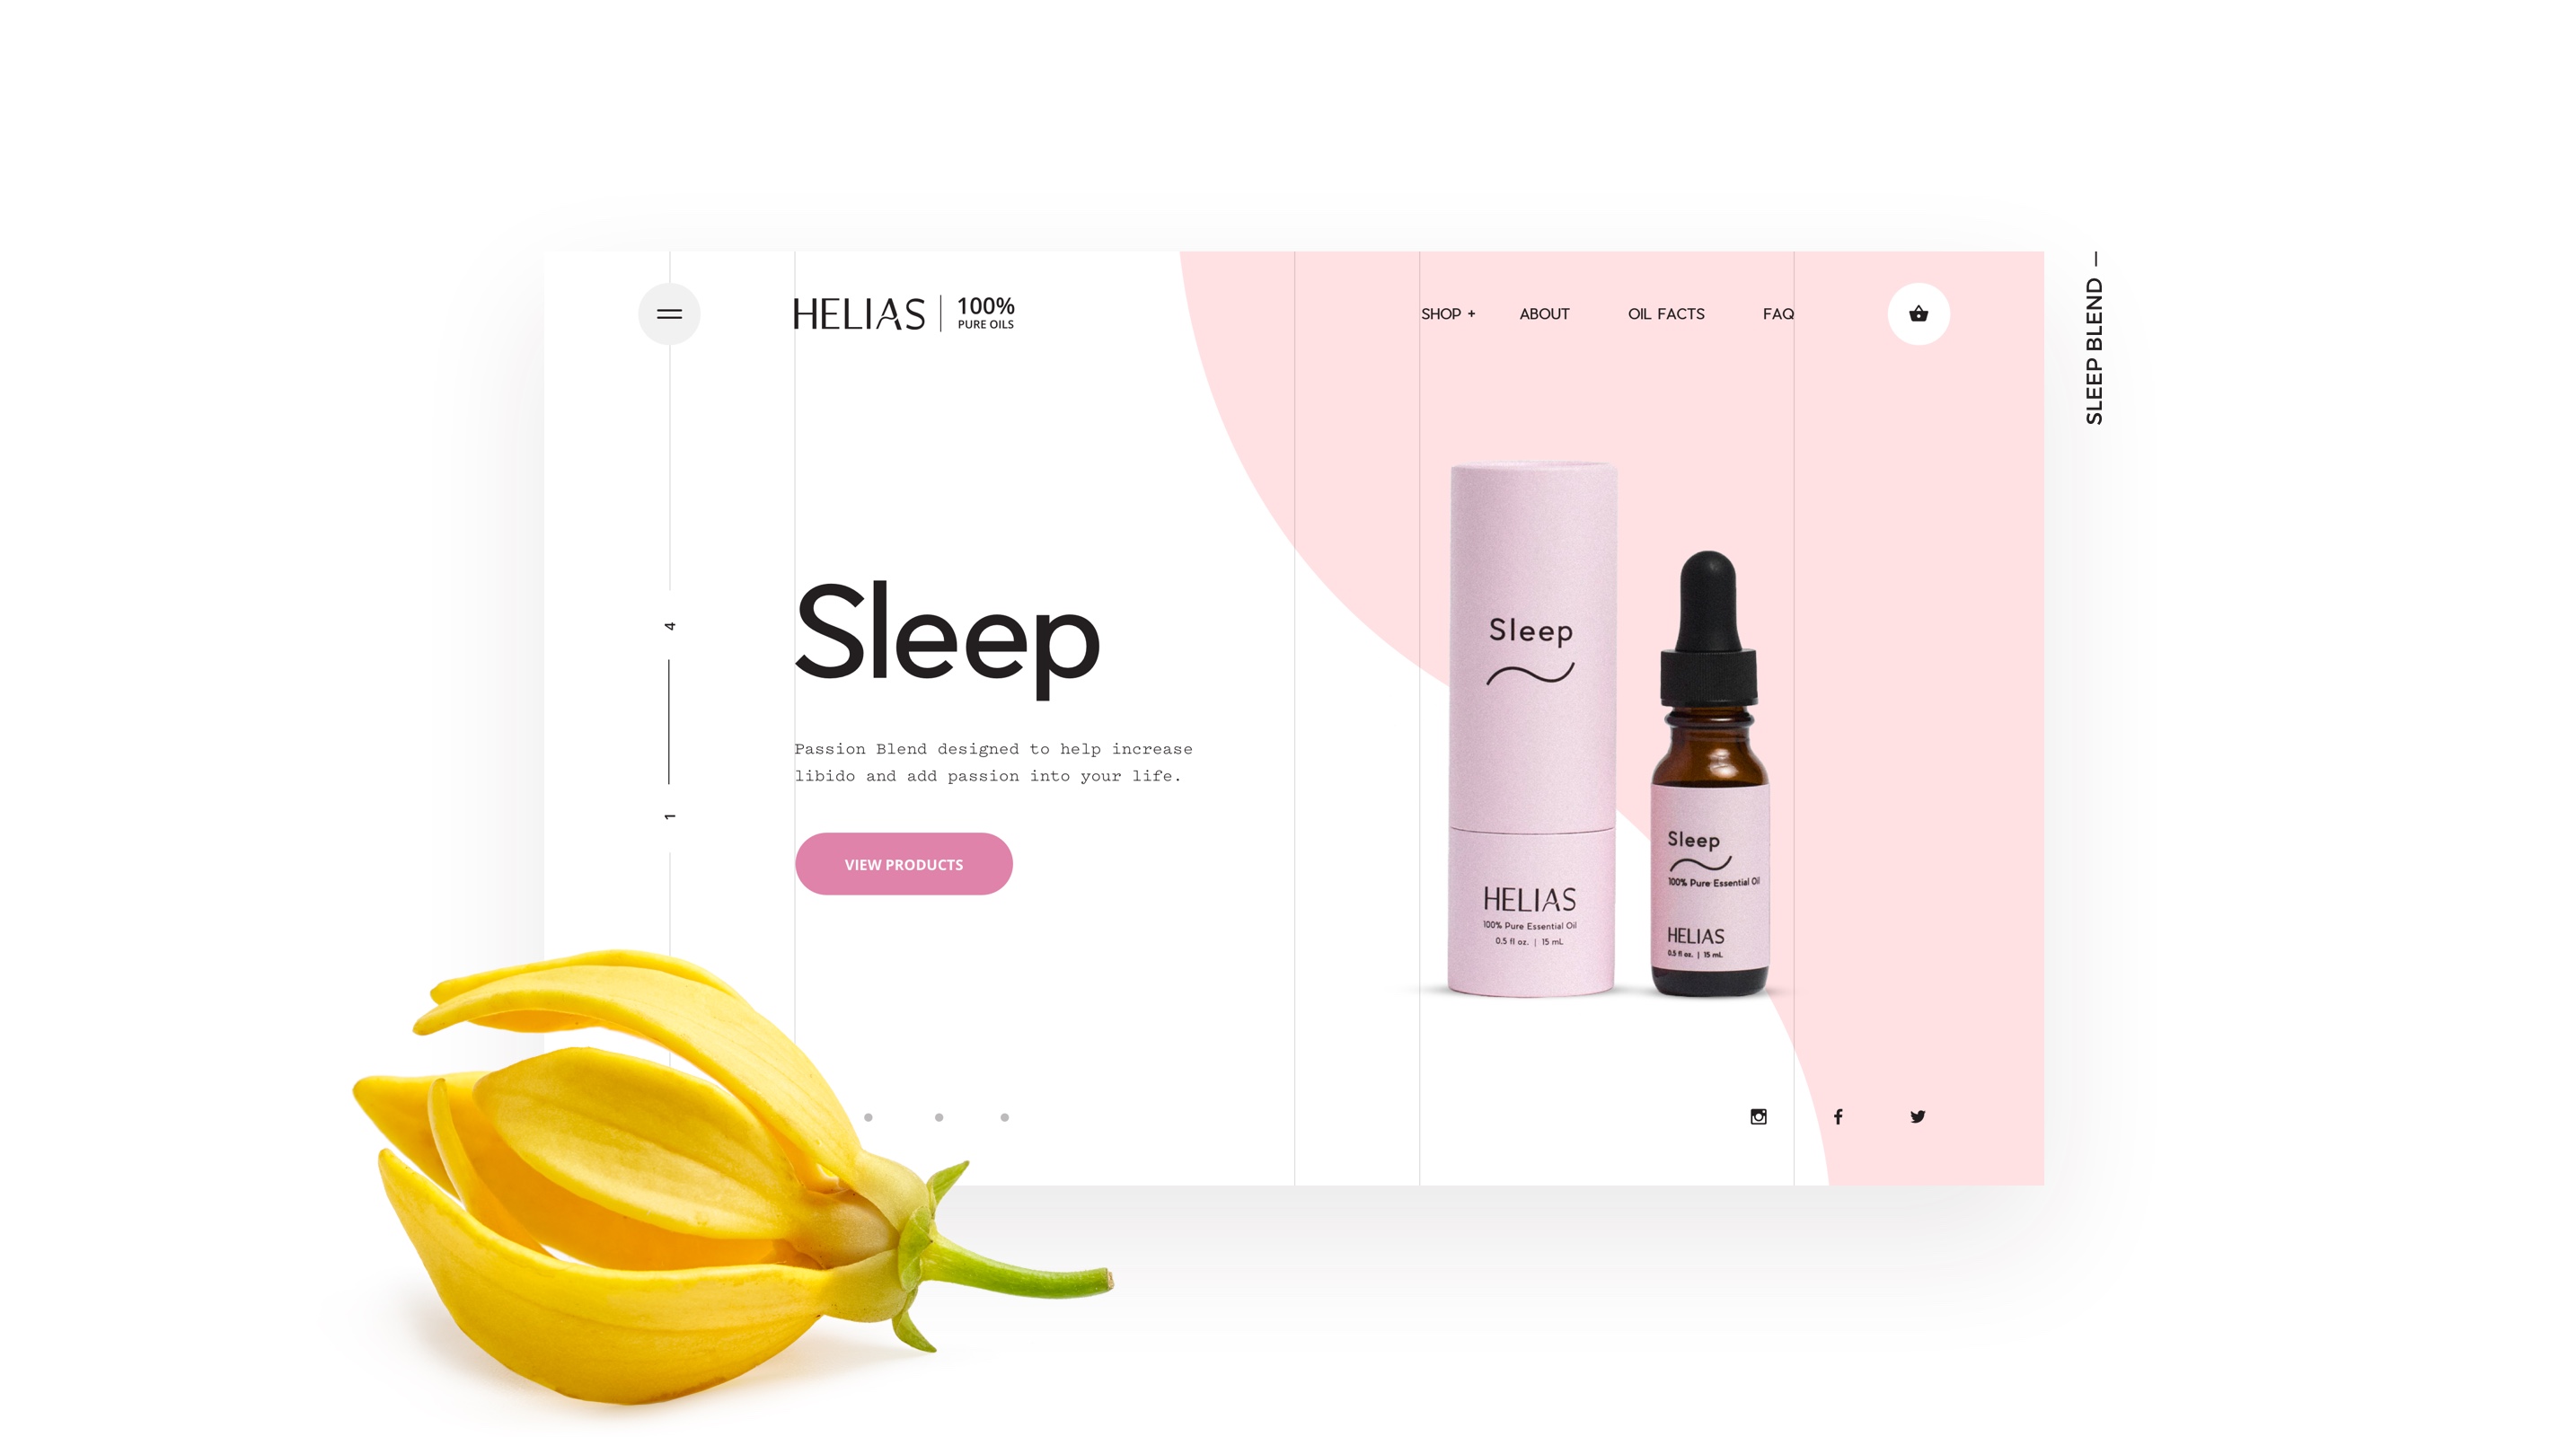 HELIAS
100%
PURE OILS
SHOP +
ABOUT
OIL FACTS
FAQ
SLEEP BLEND —
4
1
Sleep
Passion Blend designed to help increase
libido and add passion into your life.
VIEW PRODUCTS
Sleep
HELIAS
100% Pure Essential Oil
0.5 fl oz. | 15 mL
Sleep
100% Pure Essential Oil
HELIAS
0.5 fl oz. | 15 mL